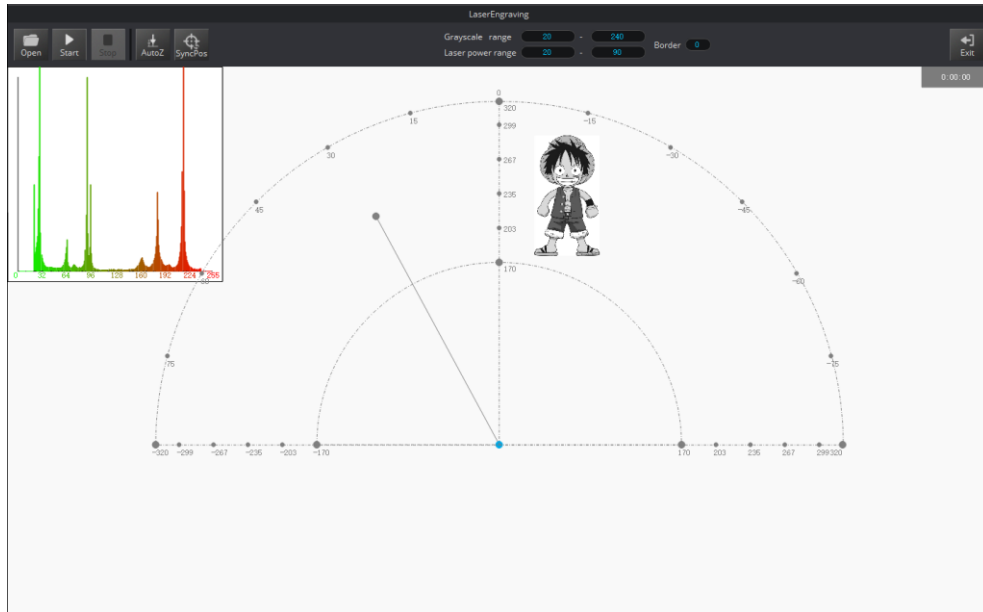 LaserEngraving
Open Start Stop AutoZ SyncPos
Grayscale range 20 - 240
Laser power range 20 - 90
Border 0
Exit
0:00:00
0 32 64 96 128 160 192 224 255
0
320
15 -15
299
30 -30
267
45 -45
235
203
170
-60
75 -75
-320 -299 -267 -235 -203 -170 170 203 235 267 299 320